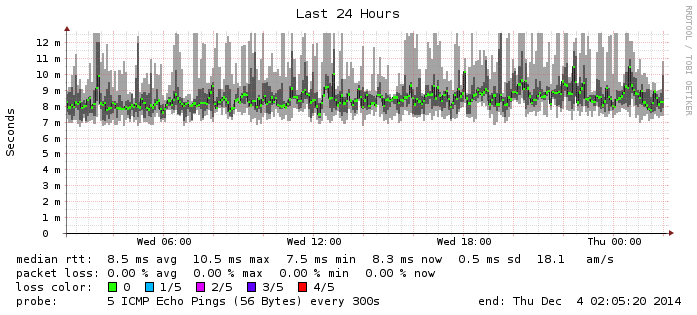 Last 24 Hours
RRDTOOL / TOBI OETIKER
Seconds
12 m
11 m
10 m
9 m
8 m
7 m
6 m
5 m
4 m
3 m
2 m
1 m
0
Wed 06:00 Wed 12:00 Wed 18:00 Thu 00:00
median rtt: 8.5 ms avg 10.5 ms max 7.5 ms min 8.3 ms now 0.5 ms sd 18.1 am/s
packet loss: 0.00 % avg 0.00 % max 0.00 % min 0.00 % now
loss color: 0 1/5 2/5 3/5 4/5
probe: 5 ICMP Echo Pings (56 Bytes) every 300s end: Thu Dec 4 02:05:20 2014